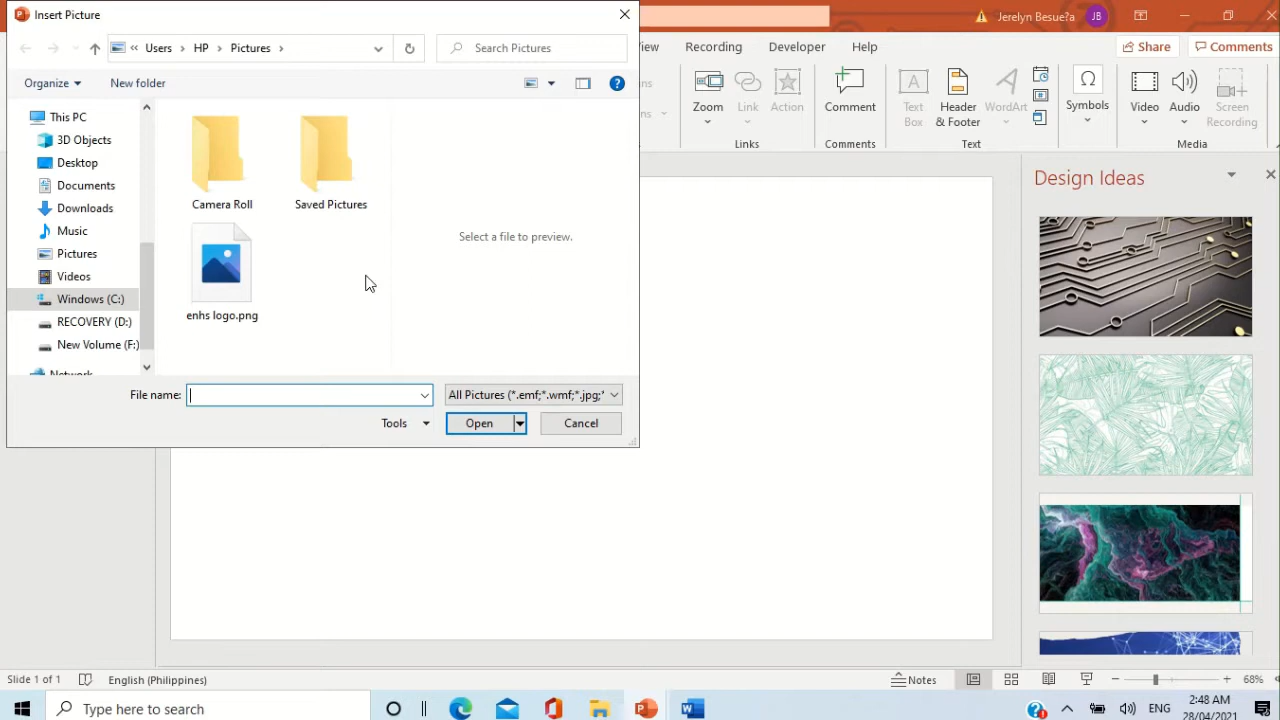 Insert Picture
Jerelyn Besue?a
JB
Users
HP
Pictures
Search Pictures
View
Recording
Developer
Help
Share
Comments
Organize
New folder
This PC
3D Objects
Desktop
Documents
Downloads
Music
Pictures
Videos
Windows (C:)
RECOVERY (D:)
New Volume (F:)
Network
Camera Roll
Saved Pictures
enhs logo.png
Select a file to preview.
File name:
All Pictures (*.emf;*.wmf;*.jpg;*
Tools
Open
Cancel
Zoom
Link
Action
Links
Comment
Comments
Text Box
Header & Footer
WordArt
Text
Symbols
Video
Audio
Screen Recording
Media
Design Ideas
Slide 1 of 1
English (Philippines)
Notes
68%
Type here to search
ENG
2:48 AM
28/04/2021